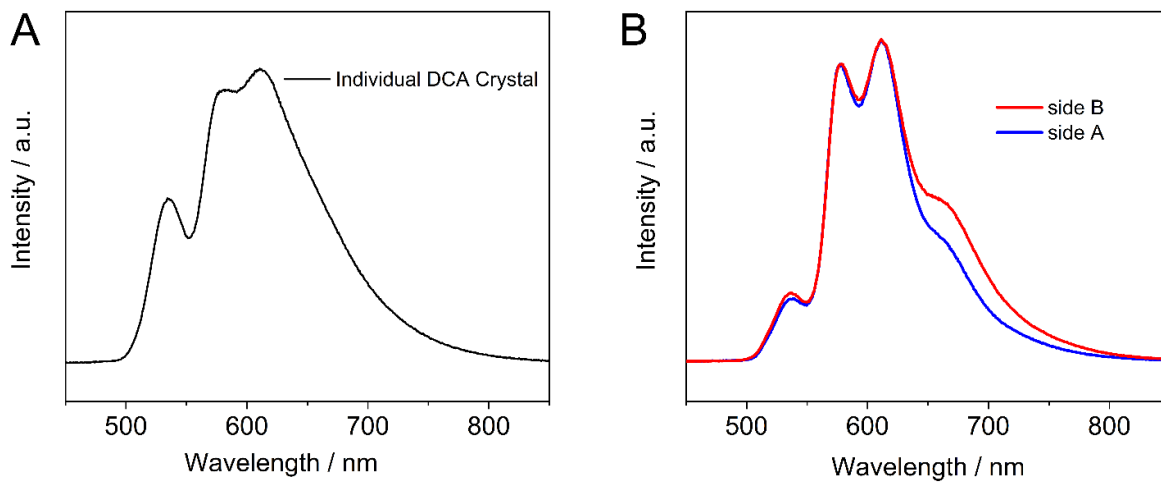 A
Individual DCA Crystal
Intensity / a.u.
500 600 700 800
Wavelength / nm
B
side B
side A
Intensity / a.u.
500 600 700 800
Wavelength / nm